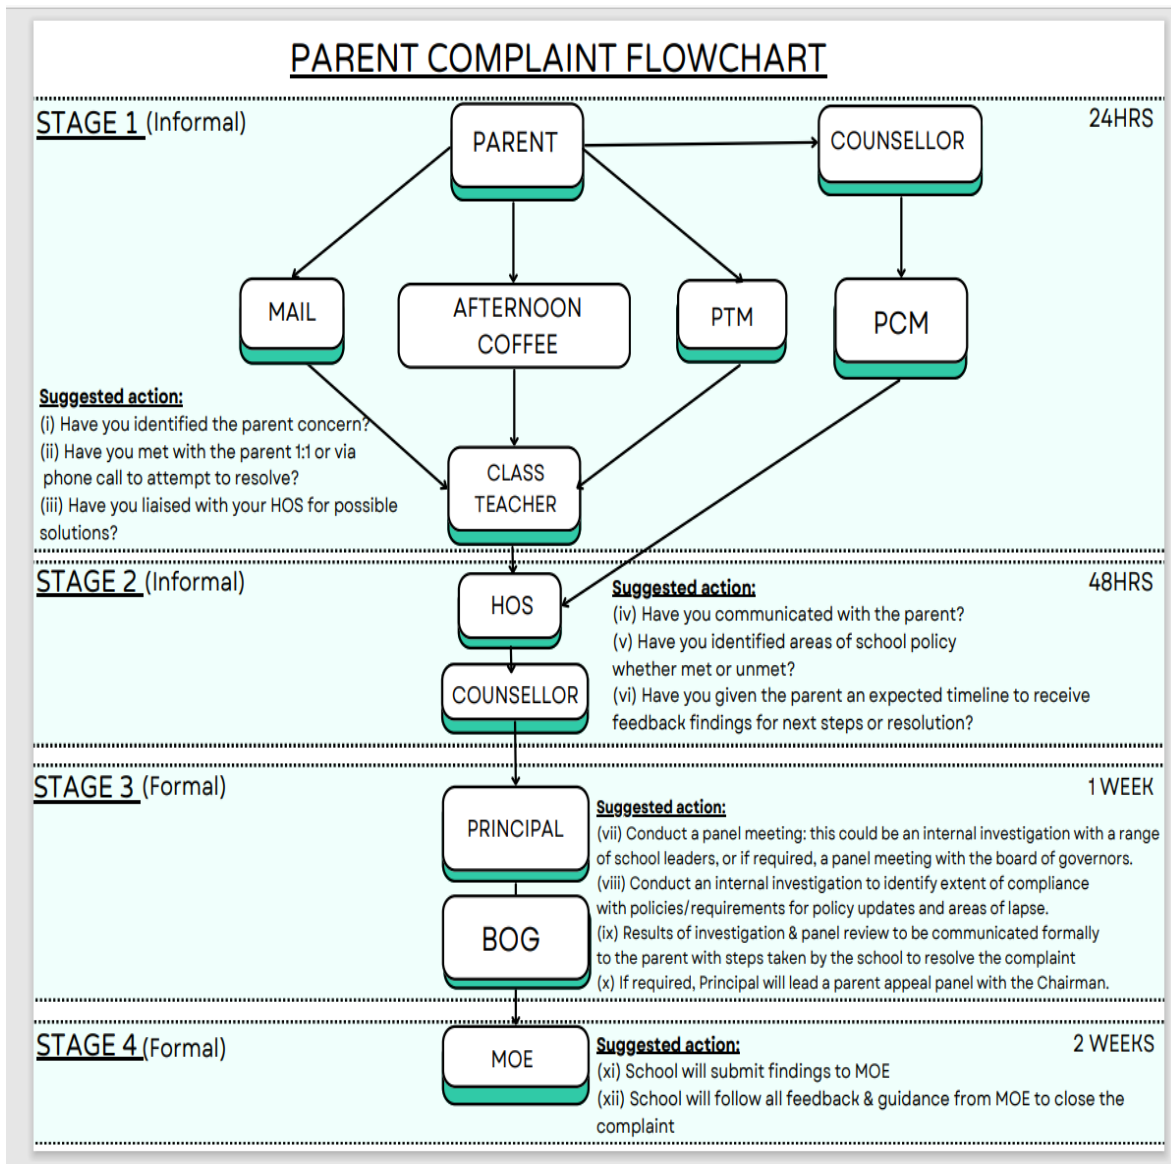 PARENT COMPLAINT FLOWCHART
STAGE 1 (Informal)
24HRS
PARENT
COUNSELLOR
MAIL
AFTERNOON
COFFEE
PTM
PCM
Suggested action:
(i) Have you identified the parent concern?
(ii) Have you met with the parent 1:1 or via
phone call to attempt to resolve?
(iii) Have you liaised with your HOS for possible
solutions?
CLASS
TEACHER
STAGE 2 (Informal)
48HRS
HOS
COUNSELLOR
Suggested action:
(iv) Have you communicated with the parent?
(v) Have you identified areas of school policy
whether met or unmet?
(vi) Have you given the parent an expected timeline to receive
feedback findings for next steps or resolution?
STAGE 3 (Formal)
1 WEEK
PRINCIPAL
BOG
Suggested action:
(vii) Conduct a panel meeting: this could be an internal investigation with a range
of school leaders, or if required, a panel meeting with the board of governors.
(viii) Conduct an internal investigation to identify extent of compliance
with policies/requirements for policy updates and areas of lapse.
(ix) Results of investigation & panel review to be communicated formally
to the parent with steps taken by the school to resolve the complaint
(x) If required, Principal will lead a parent appeal panel with the Chairman.
STAGE 4 (Formal)
2 WEEKS
MOE
Suggested action:
(xi) School will submit findings to MOE
(xii) School will follow all feedback & guidance from MOE to close the
complaint